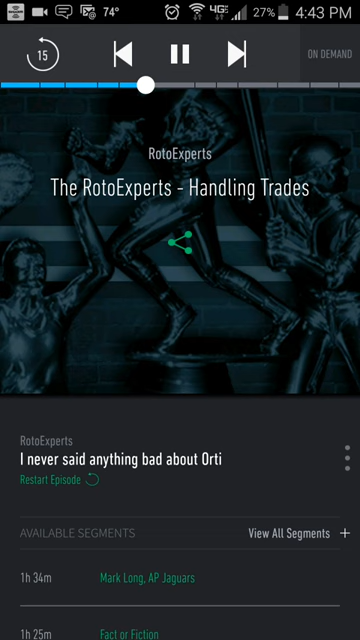 74° 4G 27% 4:43 PM
15 ON DEMAND
RotoExperts
The RotoExperts - Handling Trades
RotoExperts
I never said anything bad about Orti
Restart Episode
AVAILABLE SEGMENTS View All Segments +
1h 34m Mark Long, AP Jaguars
1h 25m Fact or Fiction